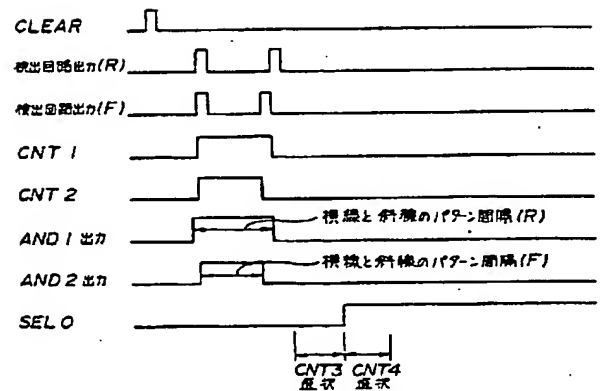 CLEAR
検出回路出力(R)
検出回路出力(F)
CNT 1
CNT 2
AND 1 出力
横線と斜線のパターン間隔(R)
AND 2 出力
横線と斜線のパターン間隔(F)
SEL 0
CNT3 CNT4